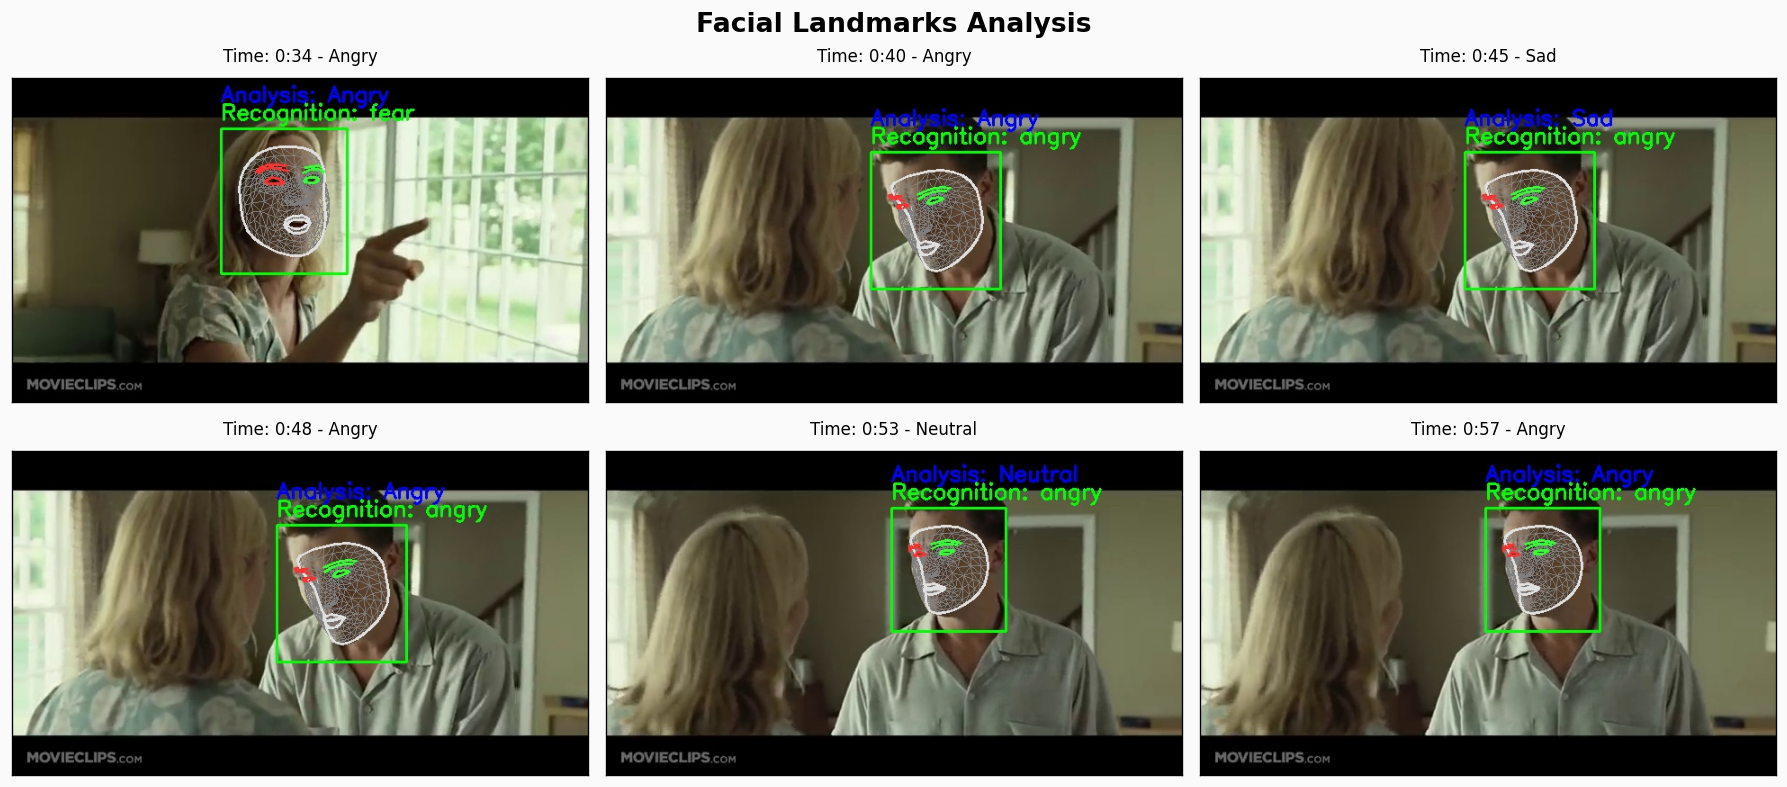 Facial Landmarks Analysis
Time: 0:34 - Angry
Analysis: Angry
Recognition: fear
MOVIECLIPS.COM
Time: 0:40 - Angry
Analysis: Angry
Recognition: angry
MOVIECLIPS.COM
Time: 0:45 - Sad
Analysis: Sad
Recognition: angry
MOVIECLIPS.COM
Time: 0:48 - Angry
Analysis: Angry
Recognition: angry
MOVIECLIPS.COM
Time: 0:53 - Neutral
Analysis: Neutral
Recognition: angry
MOVIECLIPS.COM
Time: 0:57 - Angry
Analysis: Angry
Recognition: angry
MOVIECLIPS.COM